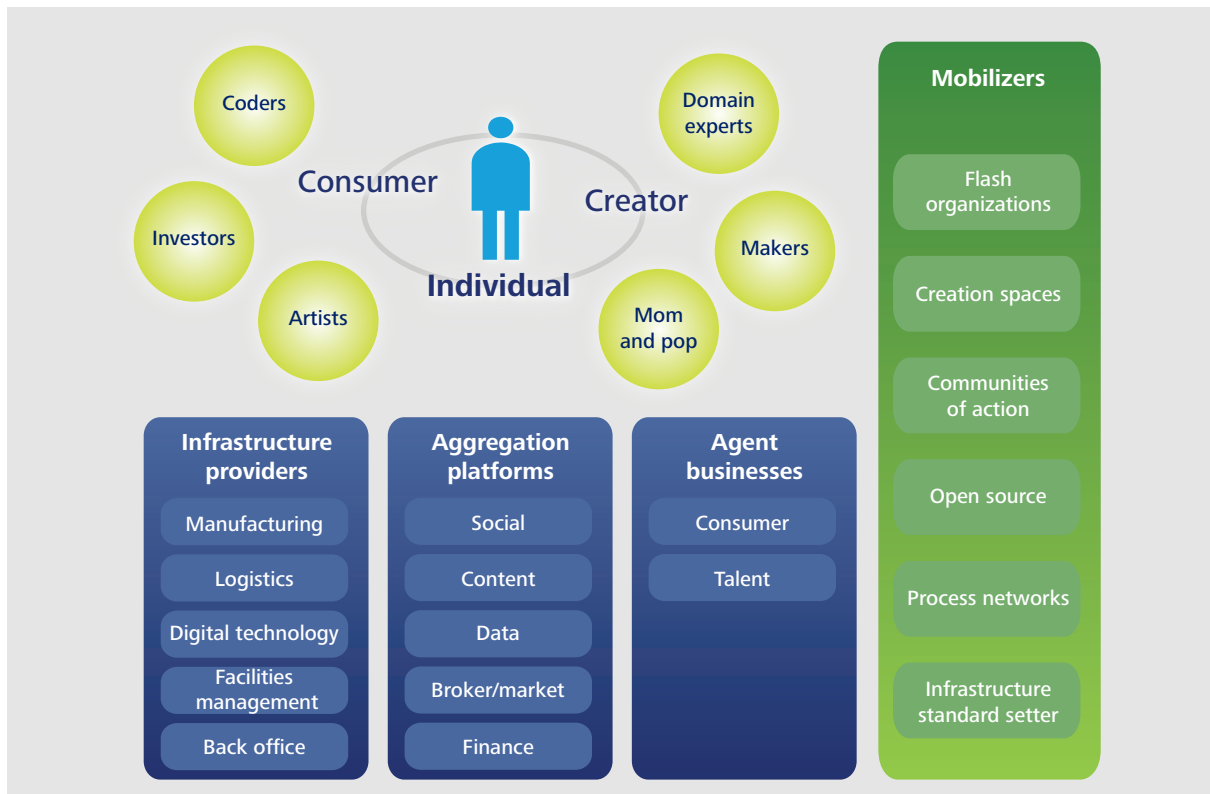 Coders
Investors
Artists
Consumer
Creator
Individual
Domain
experts
Makers
Mom
and pop
Infrastructure
providers
Manufacturing
Logistics
Digital technology
Facilities
management
Back office
Aggregation
platforms
Social
Content
Data
Broker/market
Finance
Agent
businesses
Consumer
Talent
Mobilizers
Flash
organizations
Creation spaces
Communities
of action
Open source
Process networks
Infrastructure
standard setter